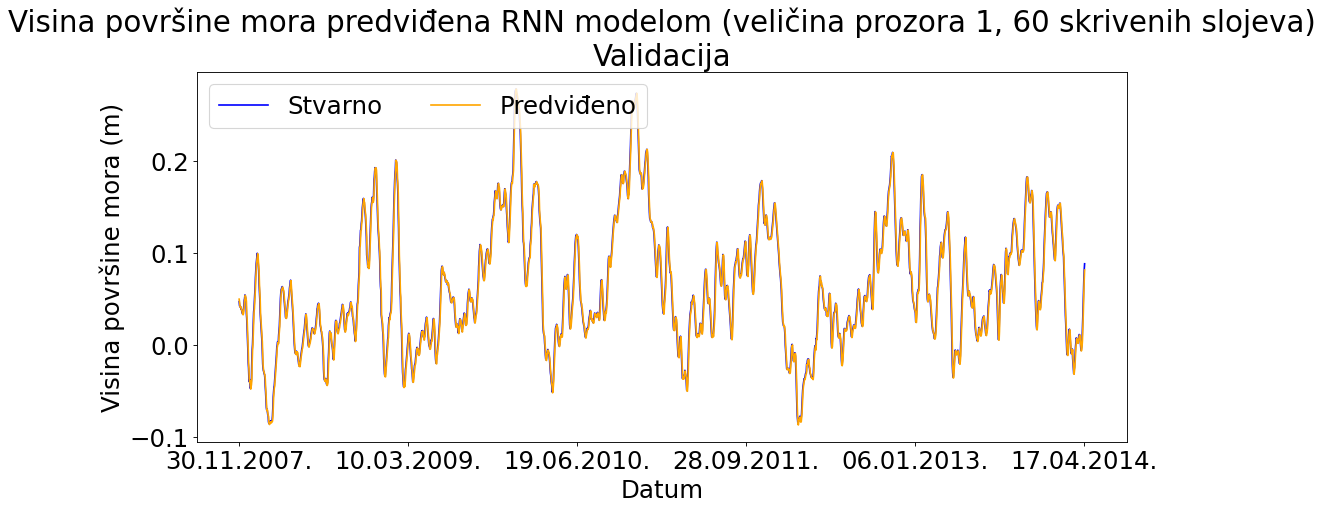 Visina površine mora predviđena RNN modelom (veličina prozora 1, 60 skrivenih slojeva)
Validacija
Stvarno
Predviđeno
Visina površine mora (m)
0.2
0.1
0.0
−0.1
30.11.2007.
10.03.2009.
19.06.2010.
28.09.2011.
06.01.2013.
17.04.2014.
Datum